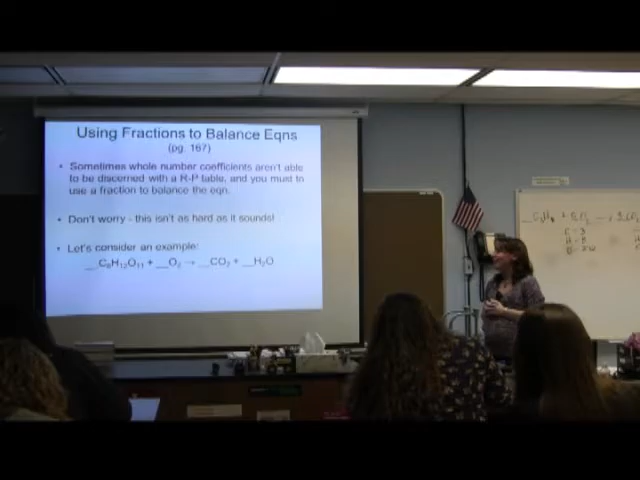 Using Fractions to Balance Eqns
(pg. 167)
• Sometimes whole number coefficients aren't able
to be discerned with a R-P table, and you must to
use a fraction to balance the eqn.
• Don't worry - this isn't as hard as it sounds!
• Let's consider an example:
__C₆H₁₂O₁₁ + __O₂ → __CO₂ + __H₂O